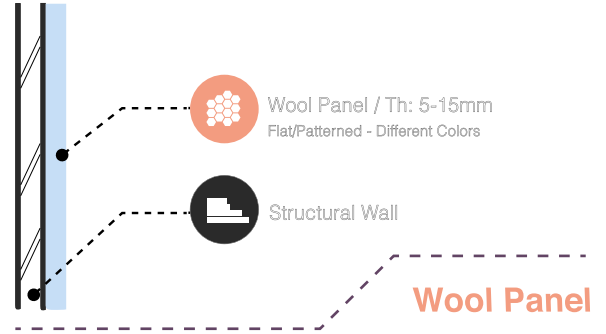 Wool Panel / Th: 5-15mm
Flat/Patterned - Different Colors
Structural Wall
Wool Panel